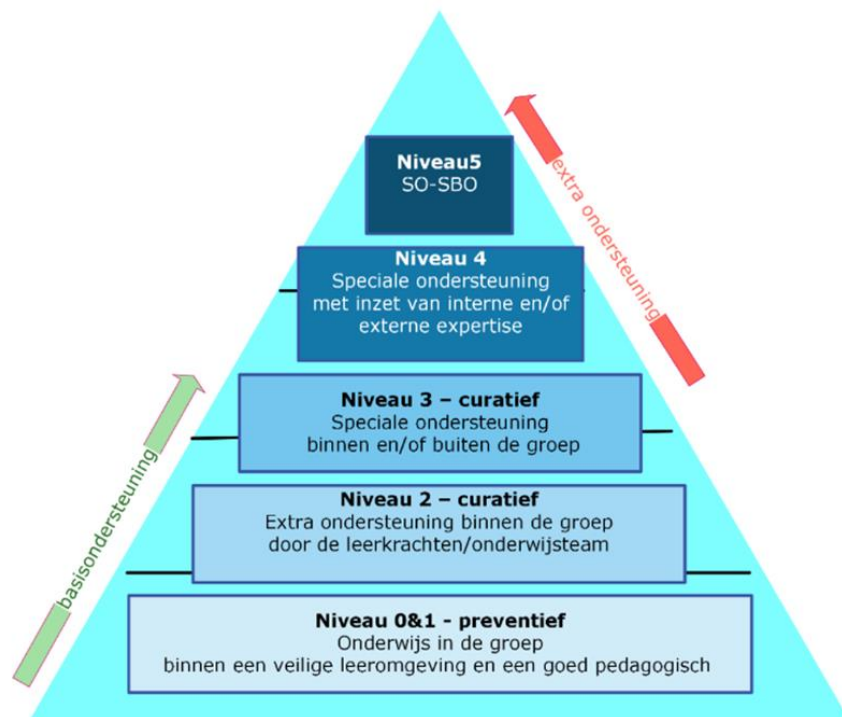 Niveau5
SO-SBO
Niveau 4
Speciale ondersteuning
met inzet van interne en/of
externe expertise
Niveau 3 – curatief
Speciale ondersteuning
binnen en/of buiten de groep
Niveau 2 – curatief
Extra ondersteuning binnen de groep
door de leerkrachten/onderwijsteam
Niveau 0&1 - preventief
Onderwijs in de groep
binnen een veilige leeromgeving en een goed pedagogisch
basisondersteuning
extra ondersteuning